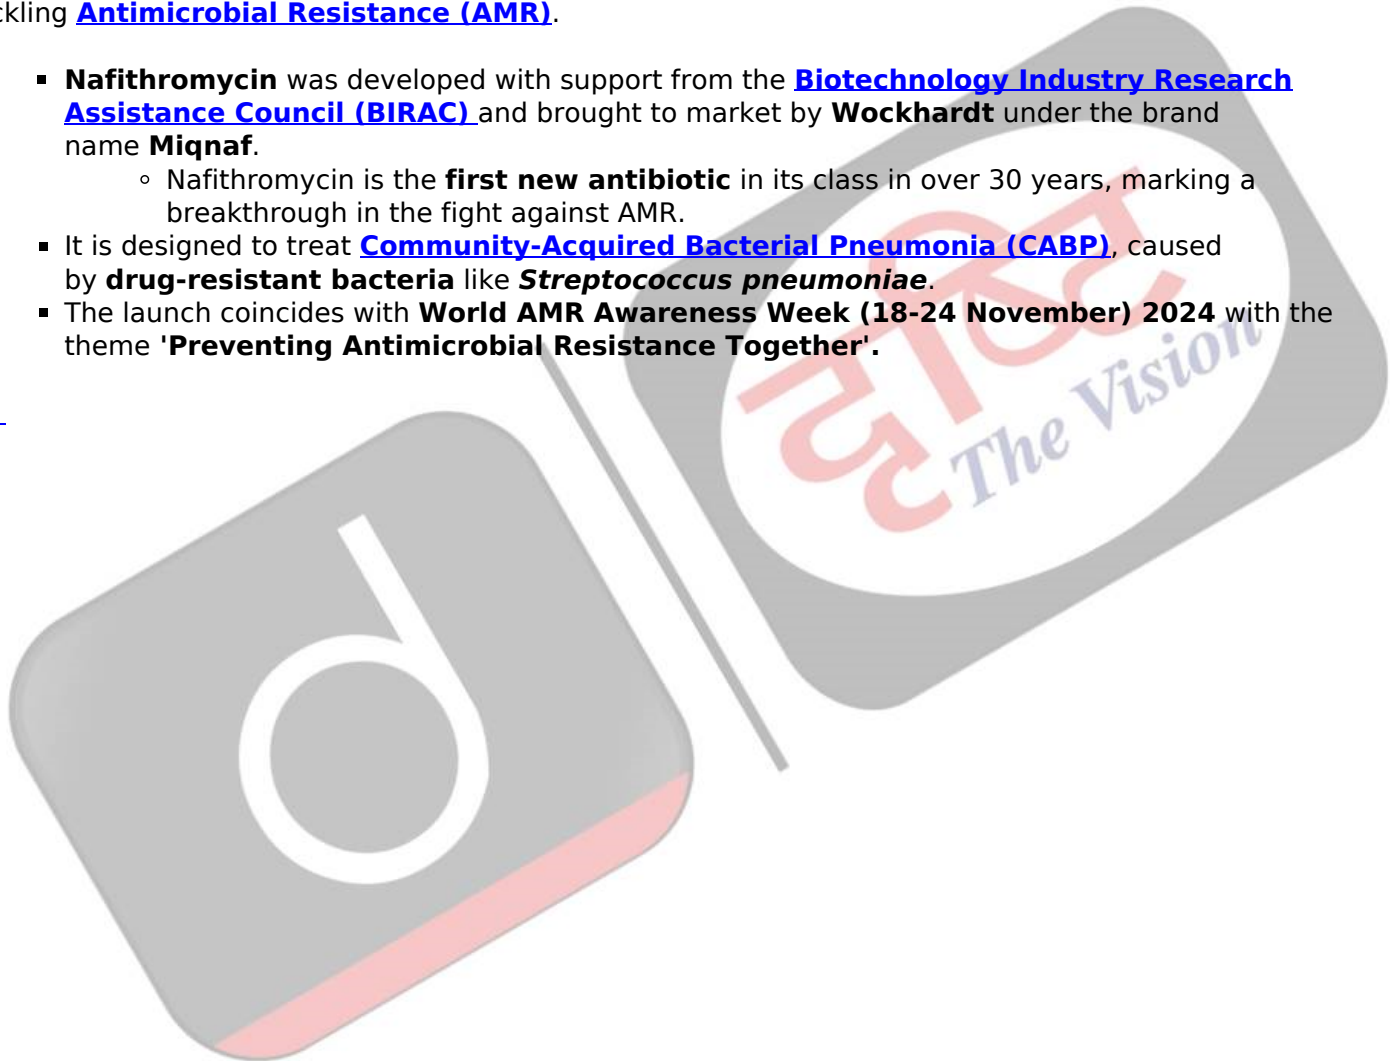 ckling Antimicrobial Resistance (AMR).
▪ Nafithromycin was developed with support from the Biotechnology Industry Research
Assistance Council (BIRAC) and brought to market by Wockhardt under the brand
name Miqnaf.
◦ Nafithromycin is the first new antibiotic in its class in over 30 years, marking a
breakthrough in the fight against AMR.
▪ It is designed to treat Community-Acquired Bacterial Pneumonia (CABP), caused
by drug-resistant bacteria like Streptococcus pneumoniae.
▪ The launch coincides with World AMR Awareness Week (18-24 November) 2024 with the
theme 'Preventing Antimicrobial Resistance Together'.
दृष्टि
The Vision
d